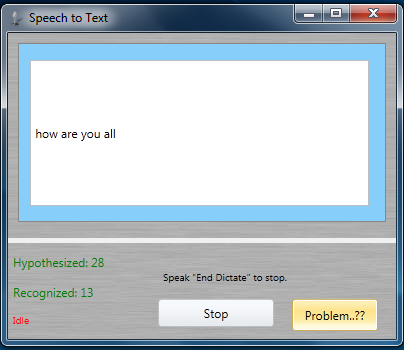 Speech to Text
how are you all
Hypothesized: 28
Speak "End Dictate" to stop.
Recognized: 13
Idle
Stop
Problem..??